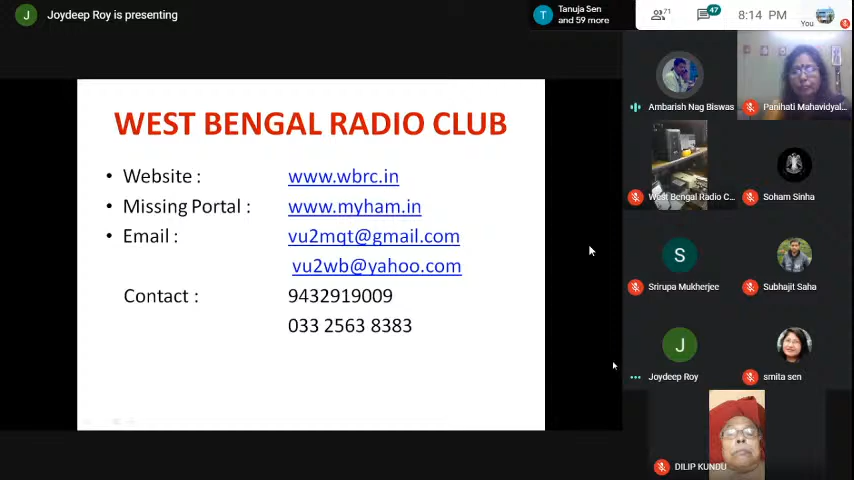 J
Joydeep Roy is presenting
T
Tanuja Sen
and 59 more
71
47
8:14 PM
You
WEST BENGAL RADIO CLUB
• Website : www.wbrc.in
• Missing Portal : www.myham.in
• Email : vu2mqt@gmail.com
vu2wb@yahoo.com
Contact : 9432919009
033 2563 8383
Ambarish Nag Biswas
Panihati Mahavidyal...
West Bengal Radio C...
Soham Sinha
S
Srirupa Mukherjee
Subhajit Saha
J
Joydeep Roy
smita sen
DILIP KUNDU